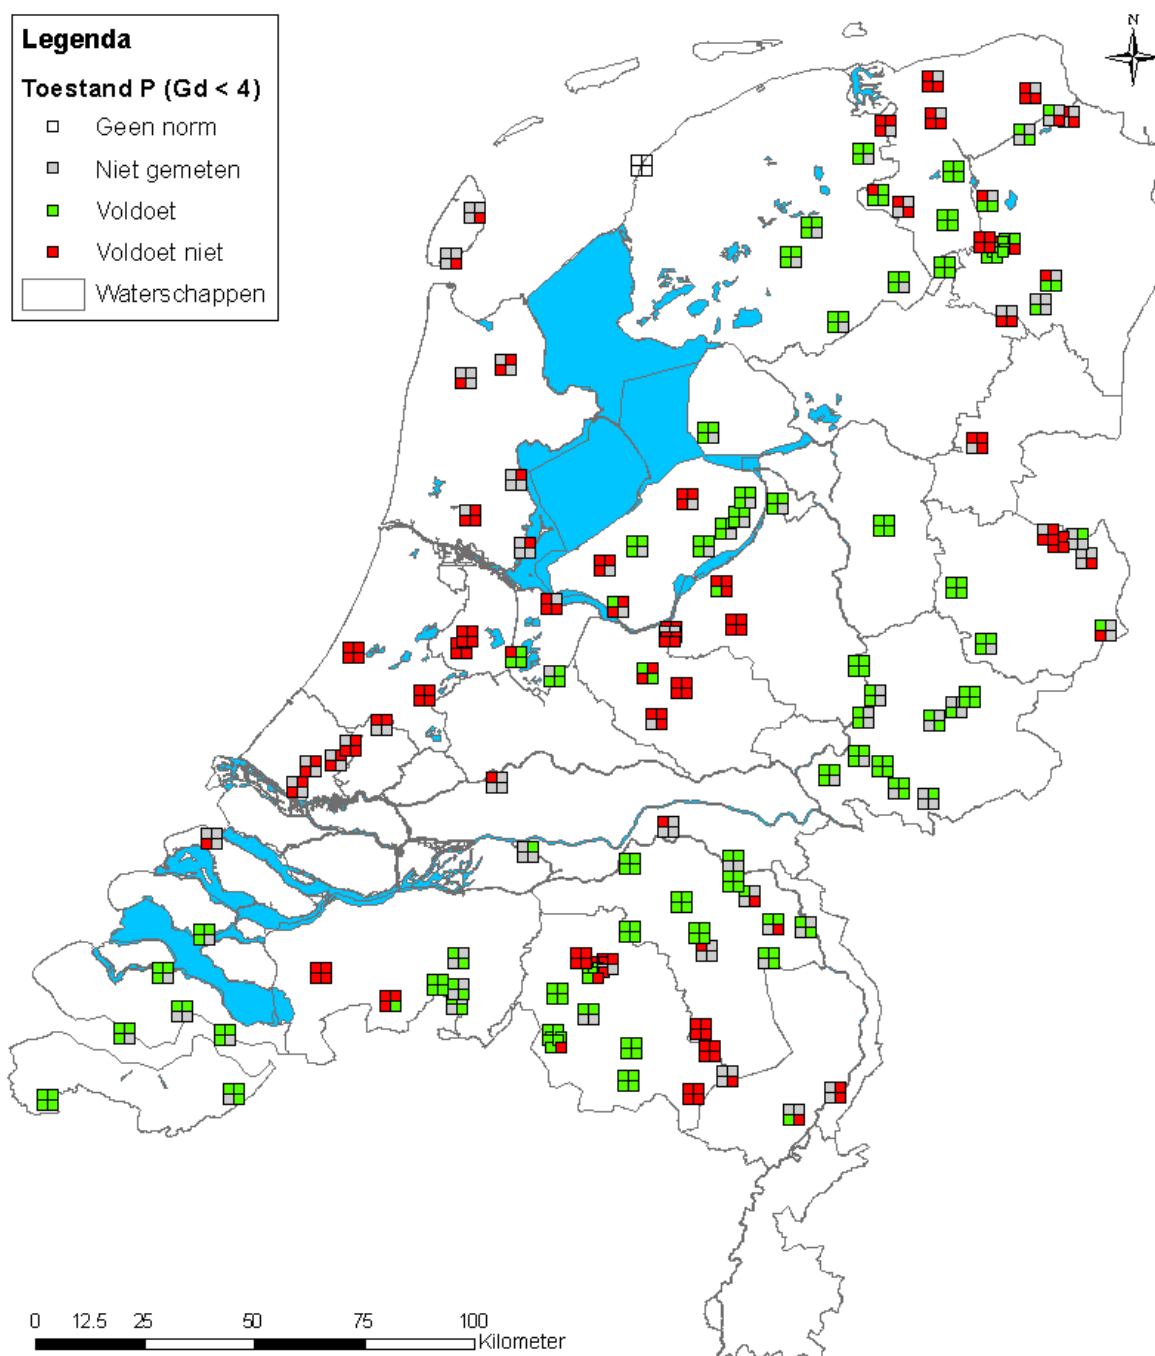 Legenda
N
Toestand P (Gd < 4)
Geen norm
Niet gemeten
Voldoet
Voldoet niet
Waterschappen
0 12.5 25 50 75 100
Kilometer